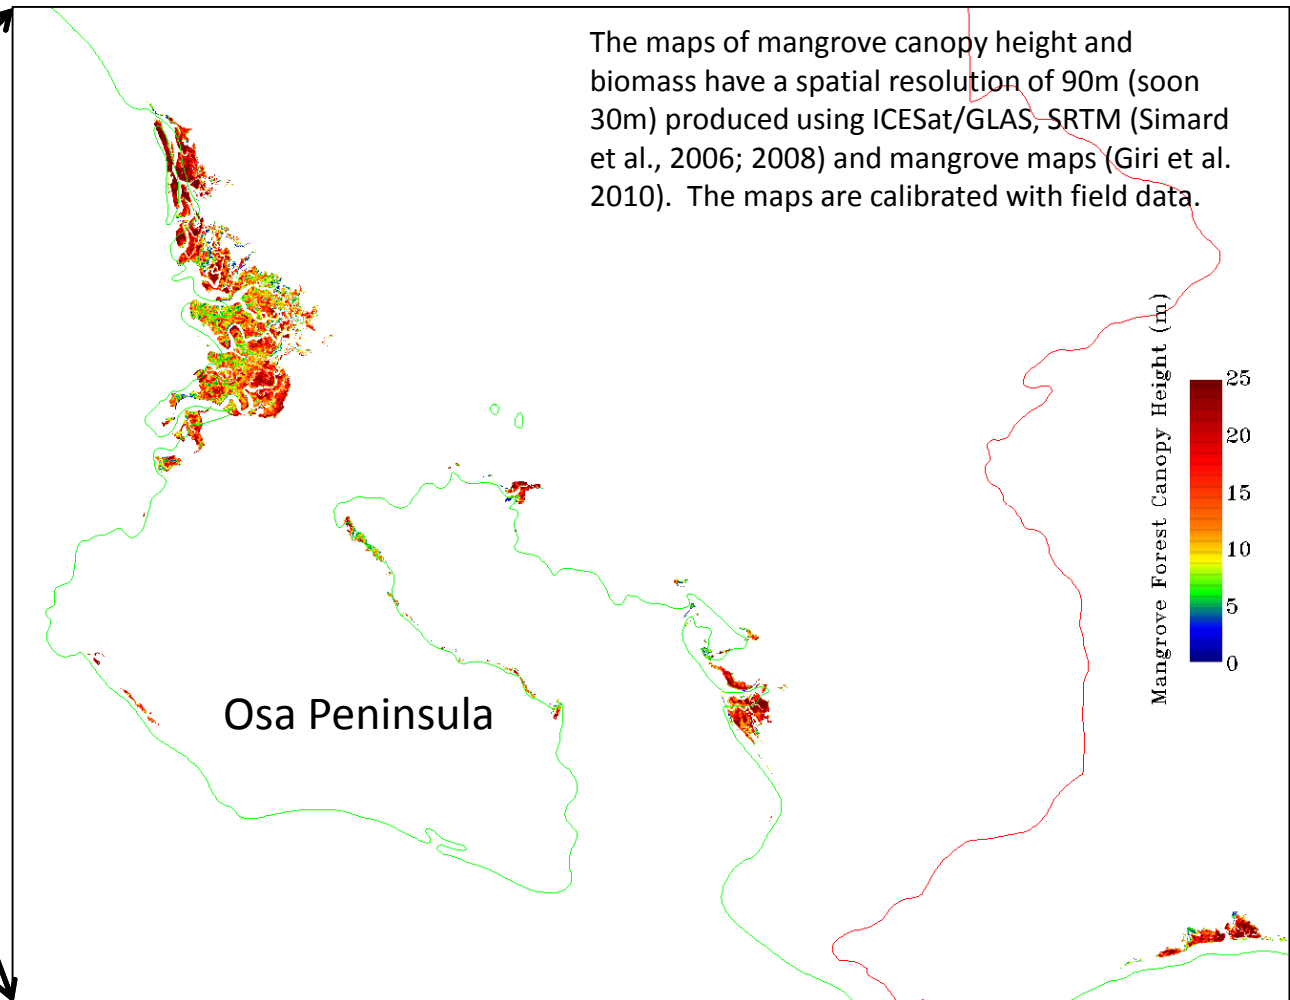 The maps of mangrove canopy height and
biomass have a spatial resolution of 90m (soon
30m) produced using ICESat/GLAS, SRTM (Simard
et al., 2006; 2008) and mangrove maps (Giri et al.
2010).  The maps are calibrated with field data.
Mangrove Forest Canopy Height (m)
25
20
15
10
5
0
Osa Peninsula